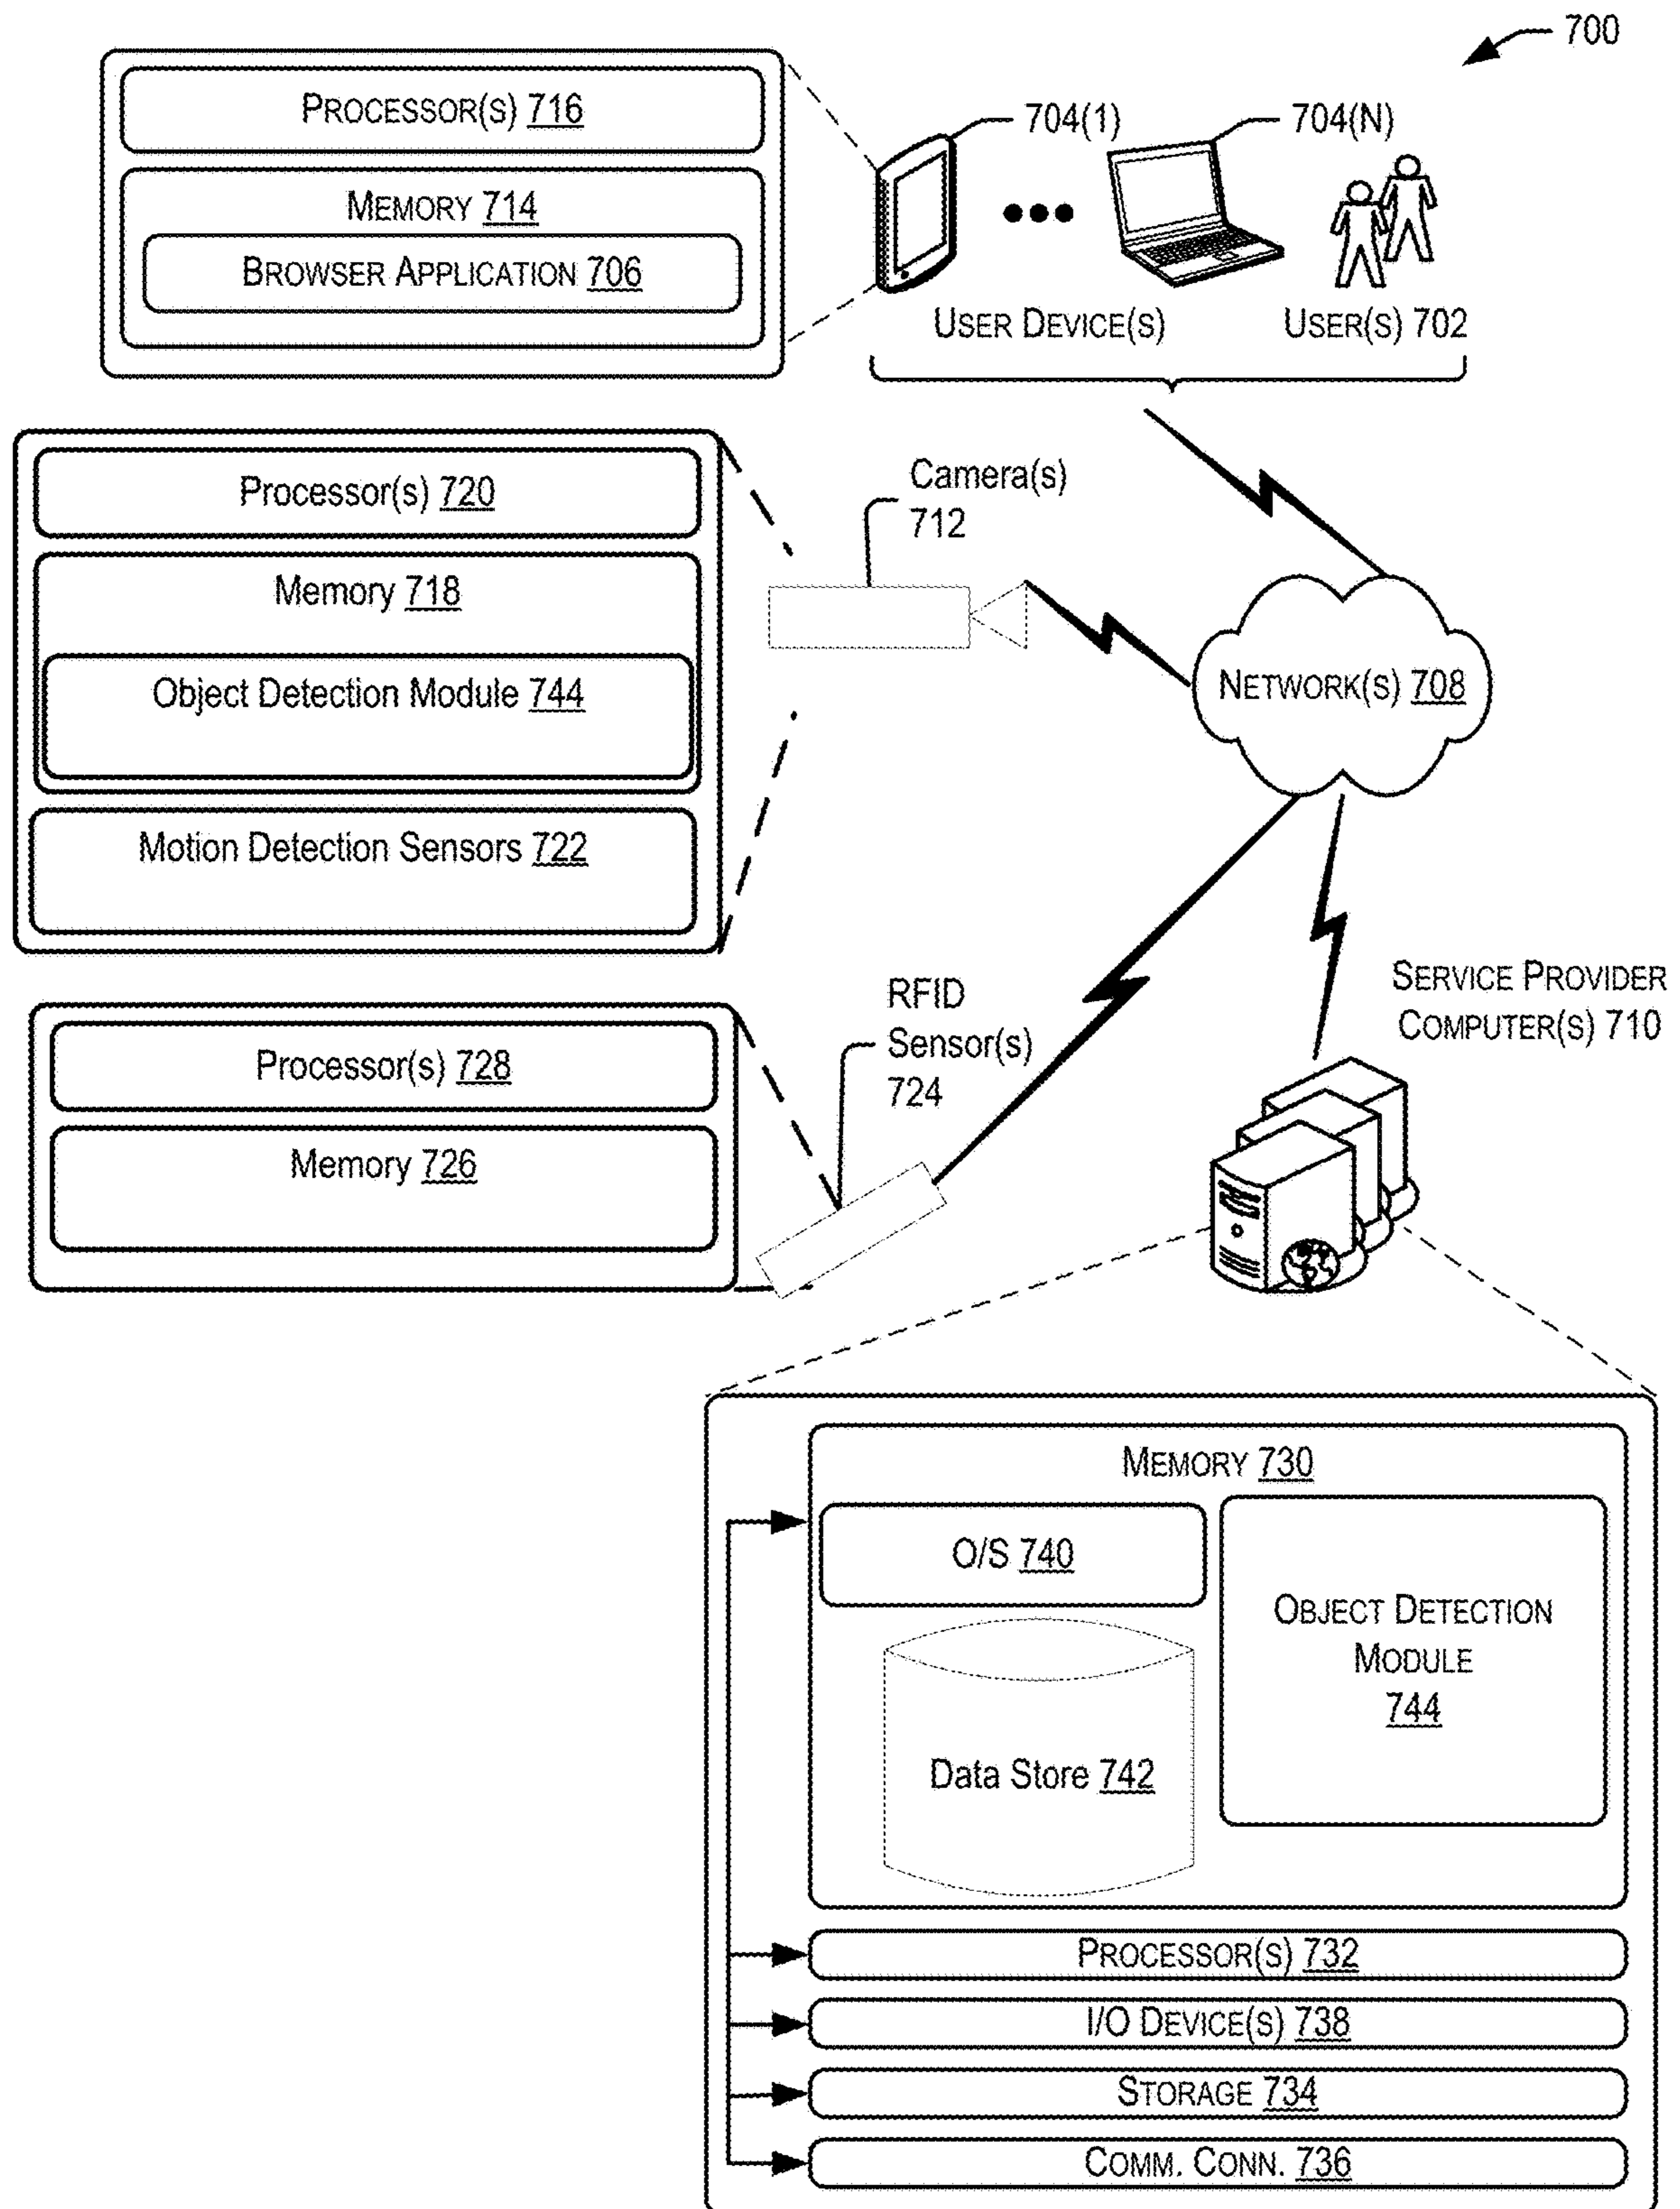 700
PROCESSOR(S) 716
MEMORY 714
BROWSER APPLICATION 706
704(1)
704(N)
USER DEVICE(S)
USER(S) 702
Processor(s) 720
Memory 718
Object Detection Module 744
Motion Detection Sensors 722
Camera(s)
712
NETWORK(S) 708
Processor(s) 728
Memory 726
RFID
Sensor(s)
724
SERVICE PROVIDER
COMPUTER(S) 710
MEMORY 730
O/S 740
Data Store 742
OBJECT DETECTION
MODULE
744
PROCESSOR(S) 732
I/O DEVICE(S) 738
STORAGE 734
COMM. CONN. 736